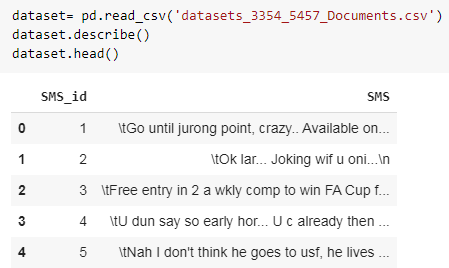 dataset= pd.read_csv('datasets_3354_5457_Documents.csv')
dataset.describe()
dataset.head()
SMS_id SMS
0 1 \tGo until jurong point, crazy.. Available on...
1 2 \tOk lar... Joking wif u oni...\n
2 3 \tFree entry in 2 a wkly comp to win FA Cup f...
3 4 \tU dun say so early hor... U c already then ...
4 5 \tNah I don't think he goes to usf, he lives ...